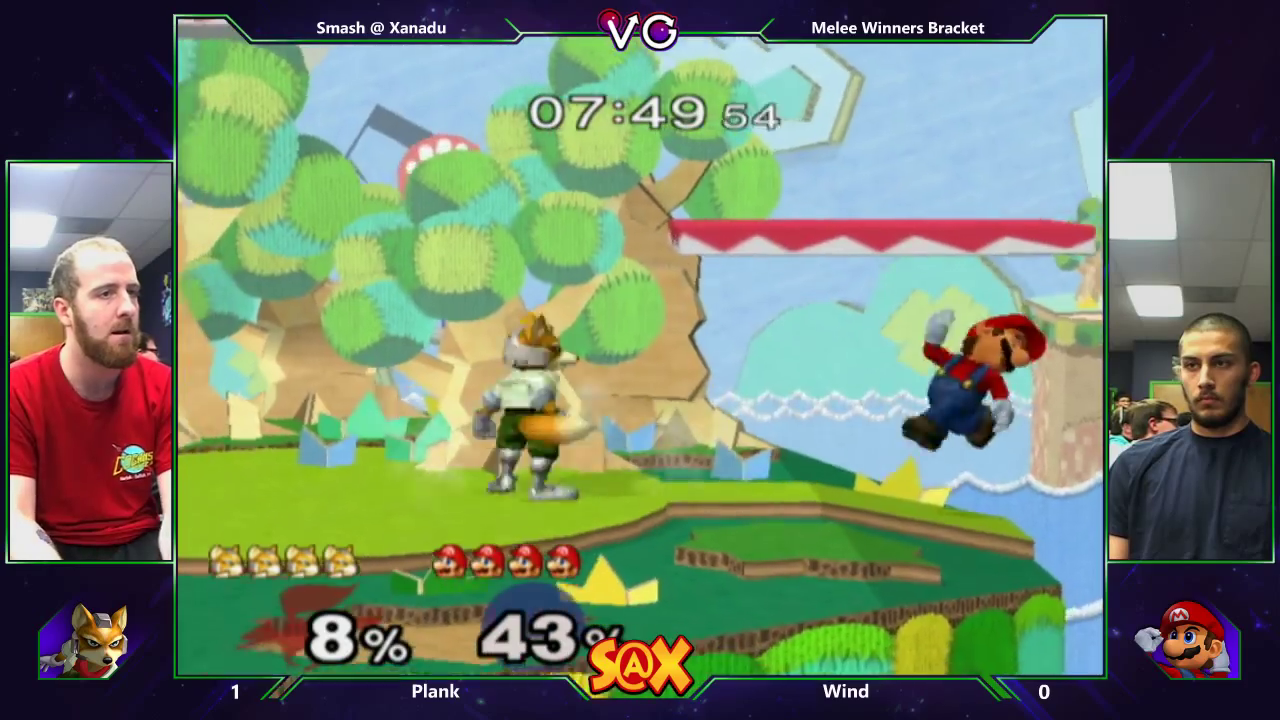 Smash @ Xanadu
VG
Melee Winners Bracket
07:49 54
8%
43%
S@X
1
Plank
Wind
0